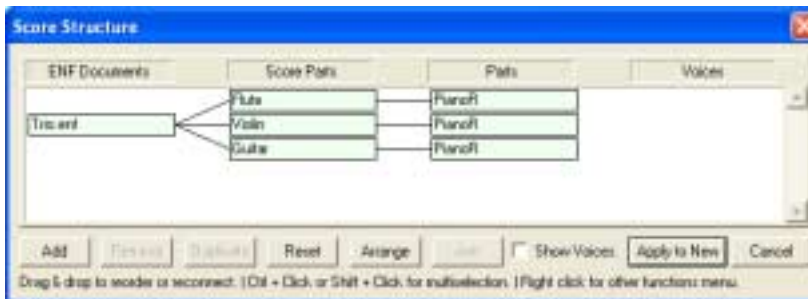 Score Structure
ENF Documents Score Parts Parts Voices
Flute PianoR
Trio.enf Violin PianoR
Guitar PianoR
Add Remove Duplicate Reset Arrange Show Voices Apply to New Cancel
Drag & drop to reorder or reconnect. | Ctrl + Click or Shift + Click for multiselection. | Right click for other functions menu.